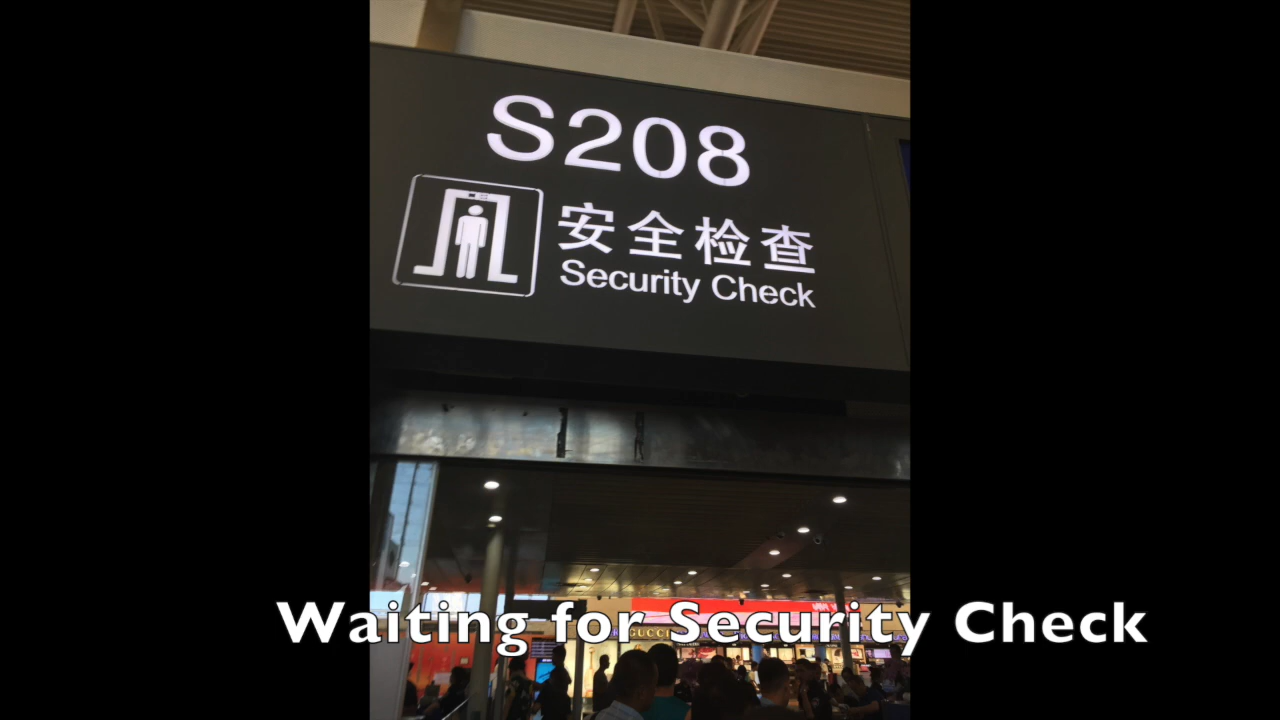 S208
安全检查
Security Check
GUCCI
Waiting for Security Check